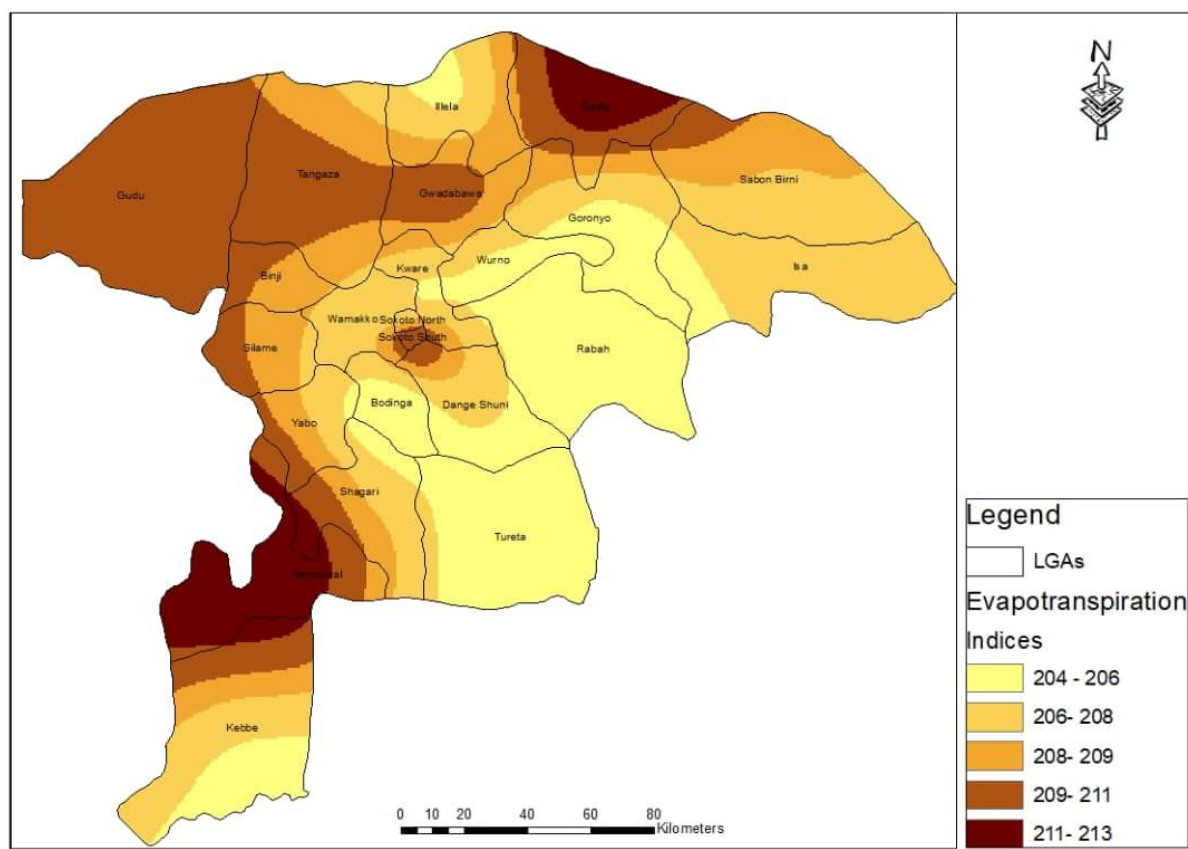 N
Illela
Gada
Tangaza
Gudu
Gwadabawa
Sabon Birni
Goronyo
Wurno
Isa
Binji
Kware
Wamakko
Sokoto North
Sokoto South
Silame
Rabah
Bodinga
Dange Shuni
Yabo
Shagari
Tureta
Tambuwal
Kebbe
0 10 20 40 60 80
Kilometers
Legend
LGAs
Evapotranspiration
Indices
204 - 206
206- 208
208- 209
209- 211
211- 213